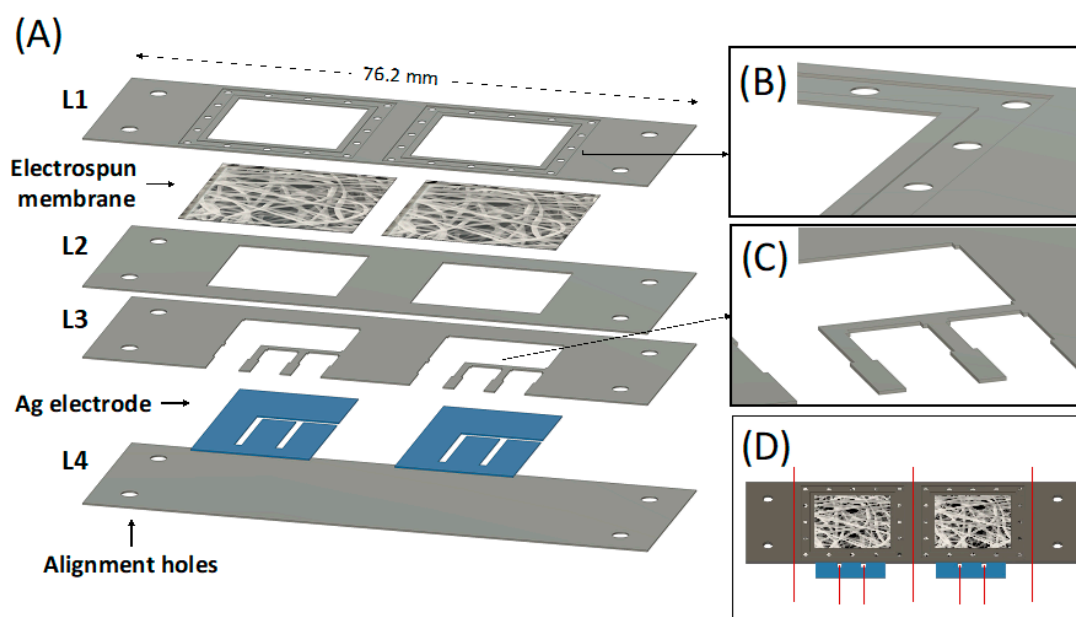 (A)
76.2 mm
L1
Electrospun
membrane
L2
L3
Ag electrode
L4
Alignment holes
(B)
(C)
(D)